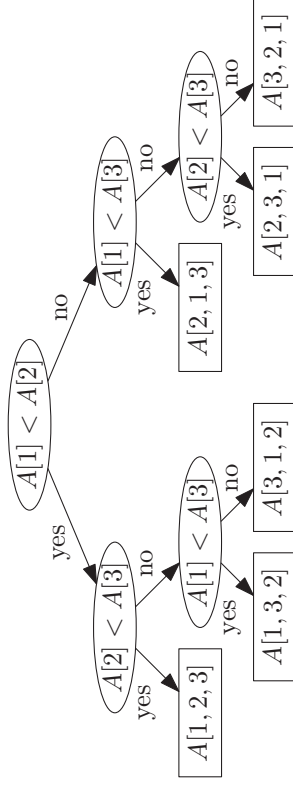 A[1] < A[2]
yes
no
A[2] < A[3]
A[1] < A[3]
yes
no
yes
no
A[1, 2, 3]
A[1] < A[3]
A[2, 1, 3]
A[2] < A[3]
yes
no
yes
no
A[1, 3, 2]
A[3, 1, 2]
A[2, 3, 1]
A[3, 2, 1]